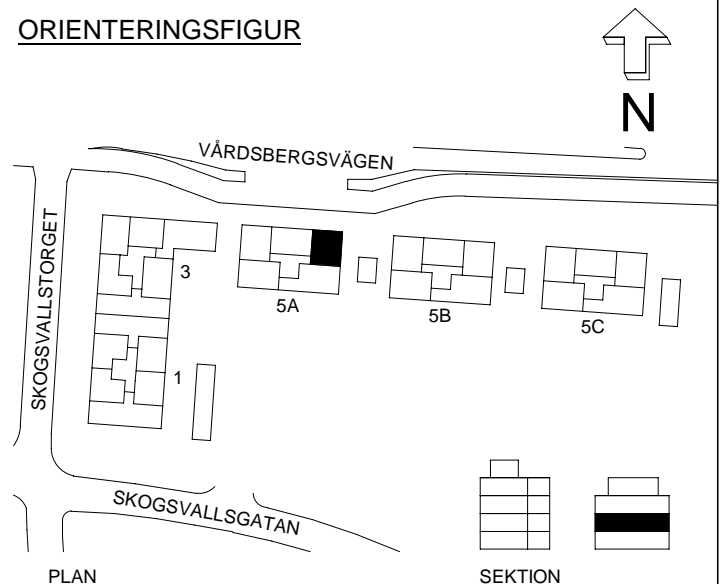 ORIENTERINGSFIGUR
N
VÅRDSBERGSVÄGEN
SKOGSVALLSTORGET
3
5A
5B
5C
1
SKOGSVALLSGATAN
PLAN
SEKTION